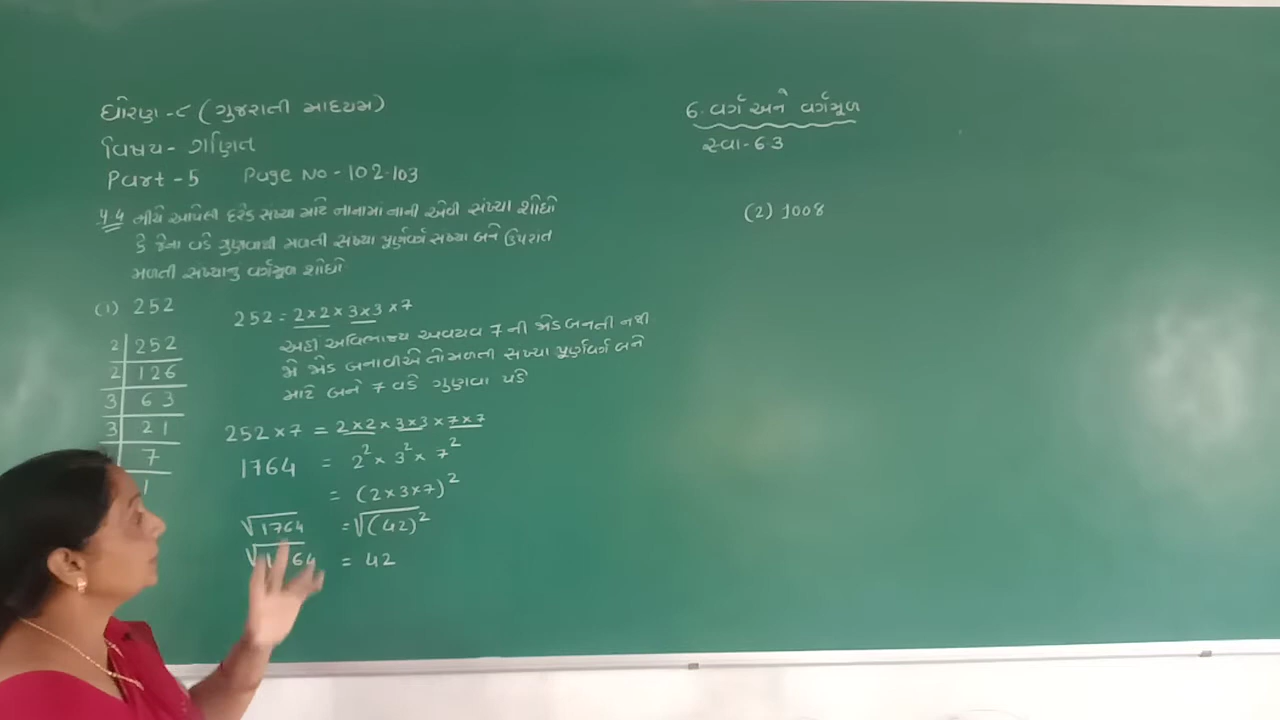 ધોરણ - ૮ (ગુજરાતી માધ્યમ)
વિષય - ગણિત
Part - 5 Page No - 102.103
પ્ર.4 નીચે આપેલી દરેક સંખ્યા માટે નાનામાં નાની એવી સંખ્યા શોધો
કે જેના વડે ગુણવાથી મળતી સંખ્યા પૂર્ણવર્ગ સંખ્યા બને ઉપરાંત
મળતી સંખ્યાનું વર્ગમૂળ શોધો
(1) 252
2 252
2 126
3 63
3 21
7
1
252 = 2×2×3×3×7
અહી અવિભાજ્ય અવયવ 7 ની જોડ બનતી નથી
જો જોડ બનાવીએ તો મળતી સંખ્યા પૂર્ણવર્ગ બને
માટે બંને 7 વડે ગુણવા પડે
252×7 = 2×2×3×3×7×7
1764 = 2² × 3² × 7²
= (2×3×7)²
√1764 = √(42)²
√1764 = 42
6. વર્ગ અને વર્ગમૂળ
સ્વા - 6.3
(2) 1008